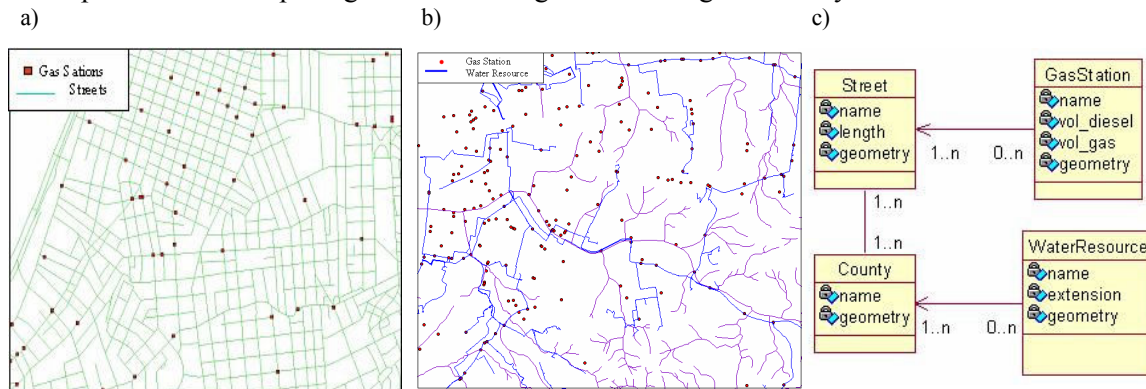 a)
b)
c)
Gas Sations
Streets
Gas Station
Water Resource
Street
name
length
geometry
GasStation
name
vol_diesel
vol_gas
geometry
1..n
0..n
1..n
1..n
County
name
geometry
WaterResource
name
extension
geometry
1..n
0..n